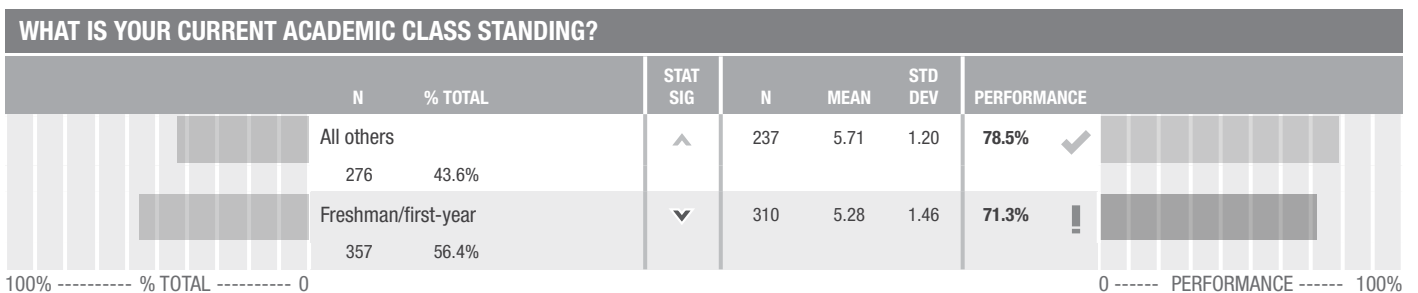 WHAT IS YOUR CURRENT ACADEMIC CLASS STANDING?
N % TOTAL STAT SIG N MEAN STD DEV PERFORMANCE
All others 237 5.71 1.20 78.5%
276 43.6%
Freshman/first-year 310 5.28 1.46 71.3%
357 56.4%
100% ---------- % TOTAL ---------- 0 0 ------ PERFORMANCE ------ 100%